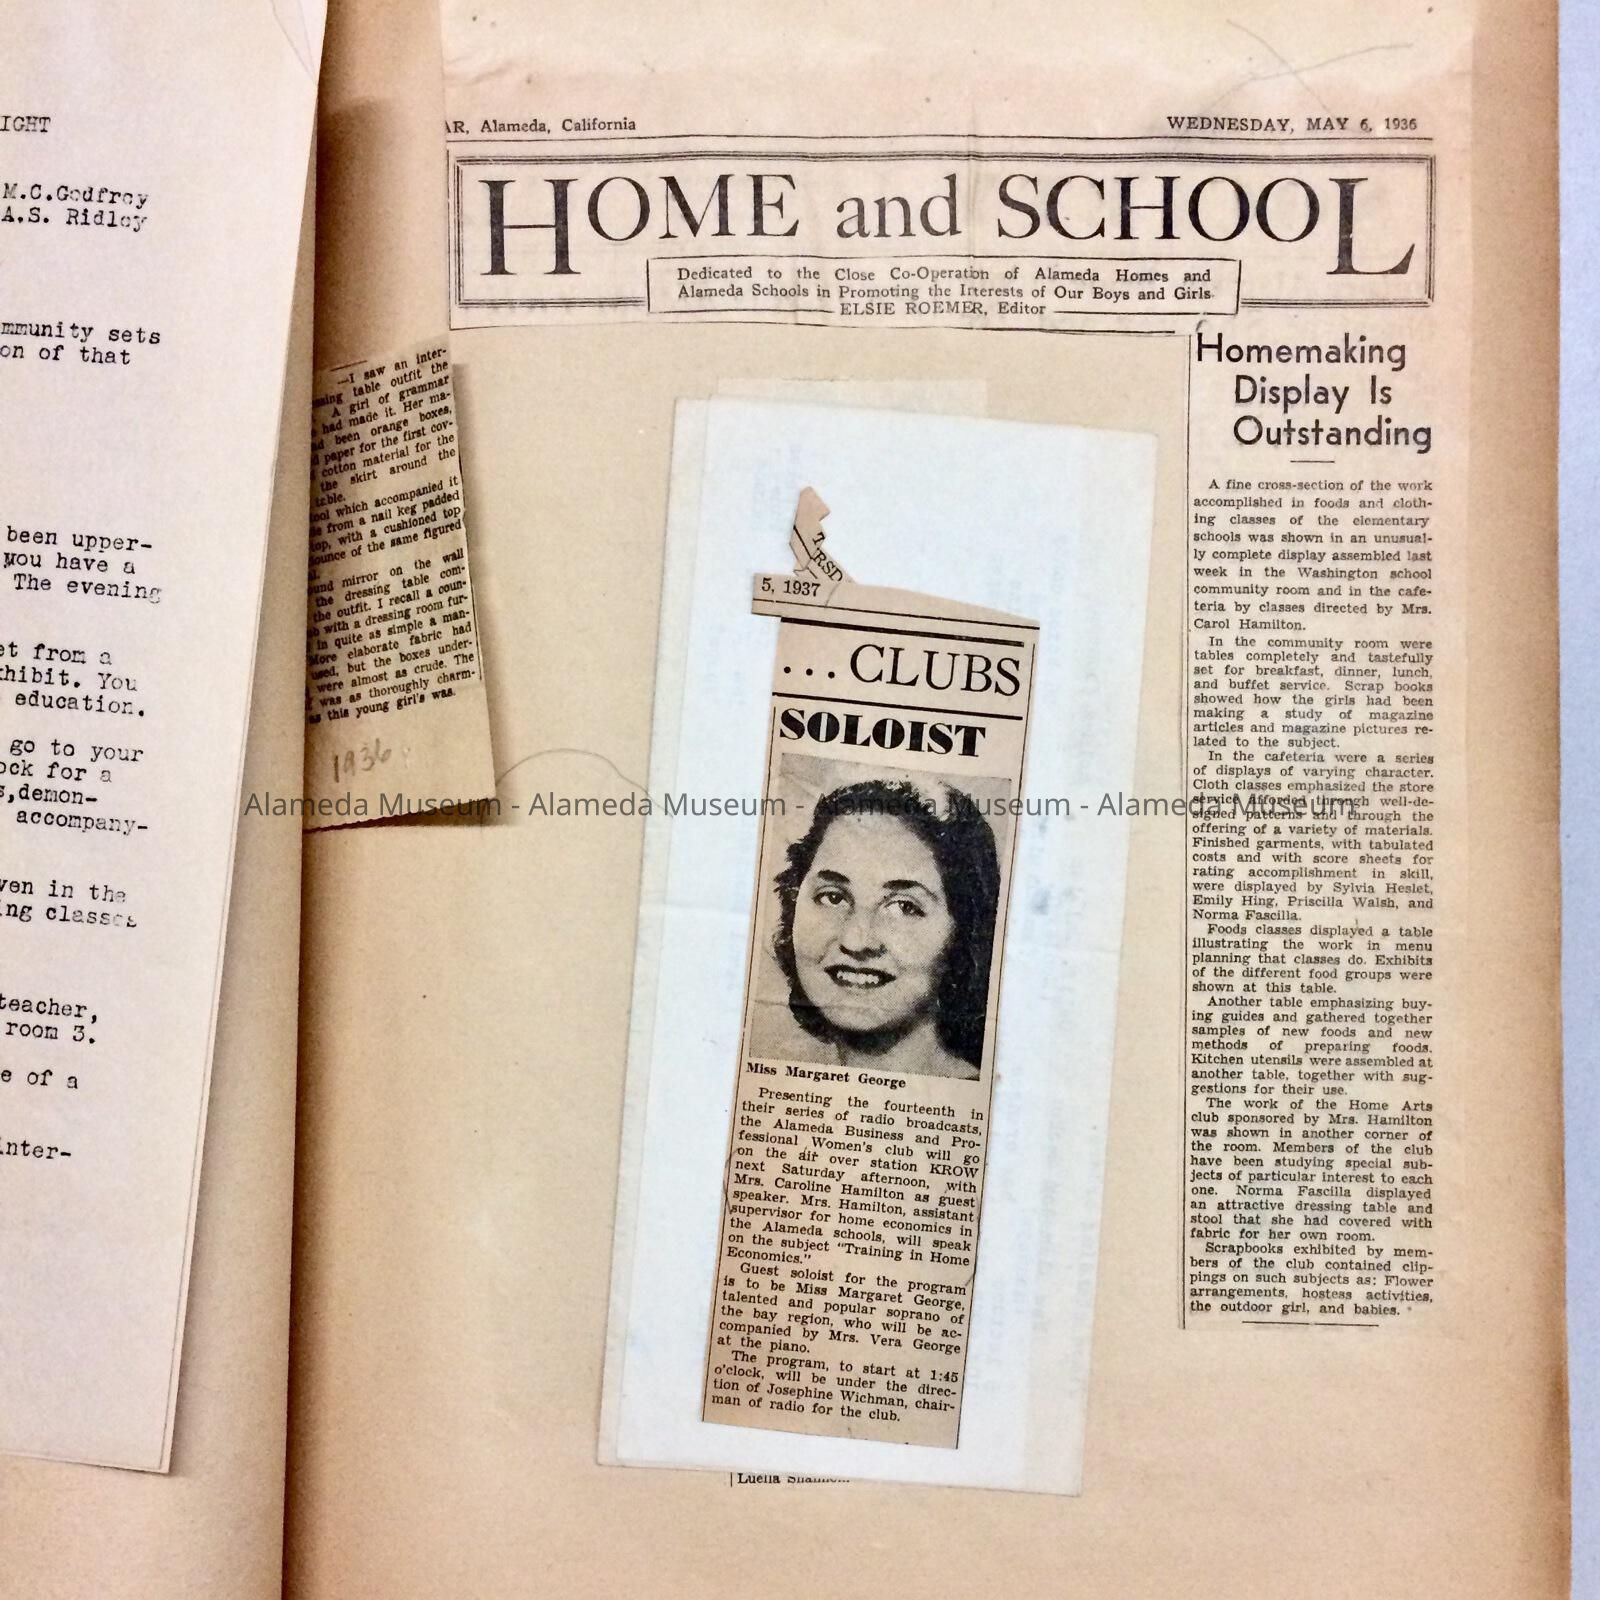 IGHT
M.C.Godfrey
A.S. Ridley
mmunity sets
on of that
been upper-
you have a
The evening
et from a
xhibit. You
education.
go to your
ock for a
s,demon-
accompany-
ven in the
ing classes
teacher,
room 3.
e of a
inter-
—I saw an inter-
ssing table outfit the
A girl of grammar
had made it. Her ma-
d been orange boxes,
d paper for the first cov-
cotton material for the
the skirt around the
table.
ool which accompanied it
e from a nail keg padded
top, with a cushioned top
lounce of the same figured
al.
ound mirror on the wall
the dressing table com-
the outfit. I recall a coun-
b with a dressing room fur-
in quite as simple a man-
More elaborate fabric had
used, but the boxes under-
were almost as crude. The
was as thoroughly charm-
as this young girl's was.
1936
AR, Alameda, California
WEDNESDAY, MAY 6, 1936
HOME and SCHOOL
Dedicated to the Close Co-Operation of Alameda Homes and
Alameda Schools in Promoting the Interests of Our Boys and Girls.
ELSIE ROEMER, Editor
RSD
5, 1937
...CLUBS
SOLOIST
Miss Margaret George
Presenting the fourteenth in
their series of radio broadcasts,
the Alameda Business and Pro-
fessional Women's club will go
on the air over station KROW
next Saturday afternoon, with
Mrs. Caroline Hamilton as guest
speaker. Mrs. Hamilton, assistant
supervisor for home economics in
the Alameda schools, will speak
on the subject "Training in Home
Economics."
Guest soloist for the program
is to be Miss Margaret George,
talented and popular soprano of
the bay region, who will be ac-
companied by Mrs. Vera George
at the piano.
The program, to start at 1:45
o'clock, will be under the direc-
tion of Josephine Wichman, chair-
man of radio for the club.
Luella
Homemaking
Display Is
Outstanding
A fine cross-section of the work
accomplished in foods and cloth-
ing classes of the elementary
schools was shown in an unusual-
ly complete display assembled last
week in the Washington school
community room and in the cafe-
teria by classes directed by Mrs.
Carol Hamilton.
In the community room were
tables completely and tastefully
set for breakfast, dinner, lunch,
and buffet service. Scrap books
showed how the girls had been
making a study of magazine
articles and magazine pictures re-
lated to the subject.
In the cafeteria were a series
of displays of varying character.
Cloth classes emphasized the store
service afforded through well-de-
signed patterns and through the
offering of a variety of materials.
Finished garments, with tabulated
costs and with score sheets for
rating accomplishment in skill,
were displayed by Sylvia Heslet,
Emily Hing, Priscilla Walsh, and
Norma Fascilla.
Foods classes displayed a table
illustrating the work in menu
planning that classes do. Exhibits
of the different food groups were
shown at this table.
Another table emphasizing buy-
ing guides and gathered together
samples of new foods and new
methods of preparing foods.
Kitchen utensils were assembled at
another table, together with sug-
gestions for their use.
The work of the Home Arts
club sponsored by Mrs. Hamilton
was shown in another corner of
the room. Members of the club
have been studying special sub-
jects of particular interest to each
one. Norma Fascilla displayed
an attractive dressing table and
stool that she had covered with
fabric for her own room.
Scrapbooks exhibited by mem-
bers of the club contained clip-
pings on such subjects as: Flower
arrangements, hostess activities,
the outdoor girl, and babies.
Alameda Museum - Alameda Museum - Alameda Museum - Alameda Museum